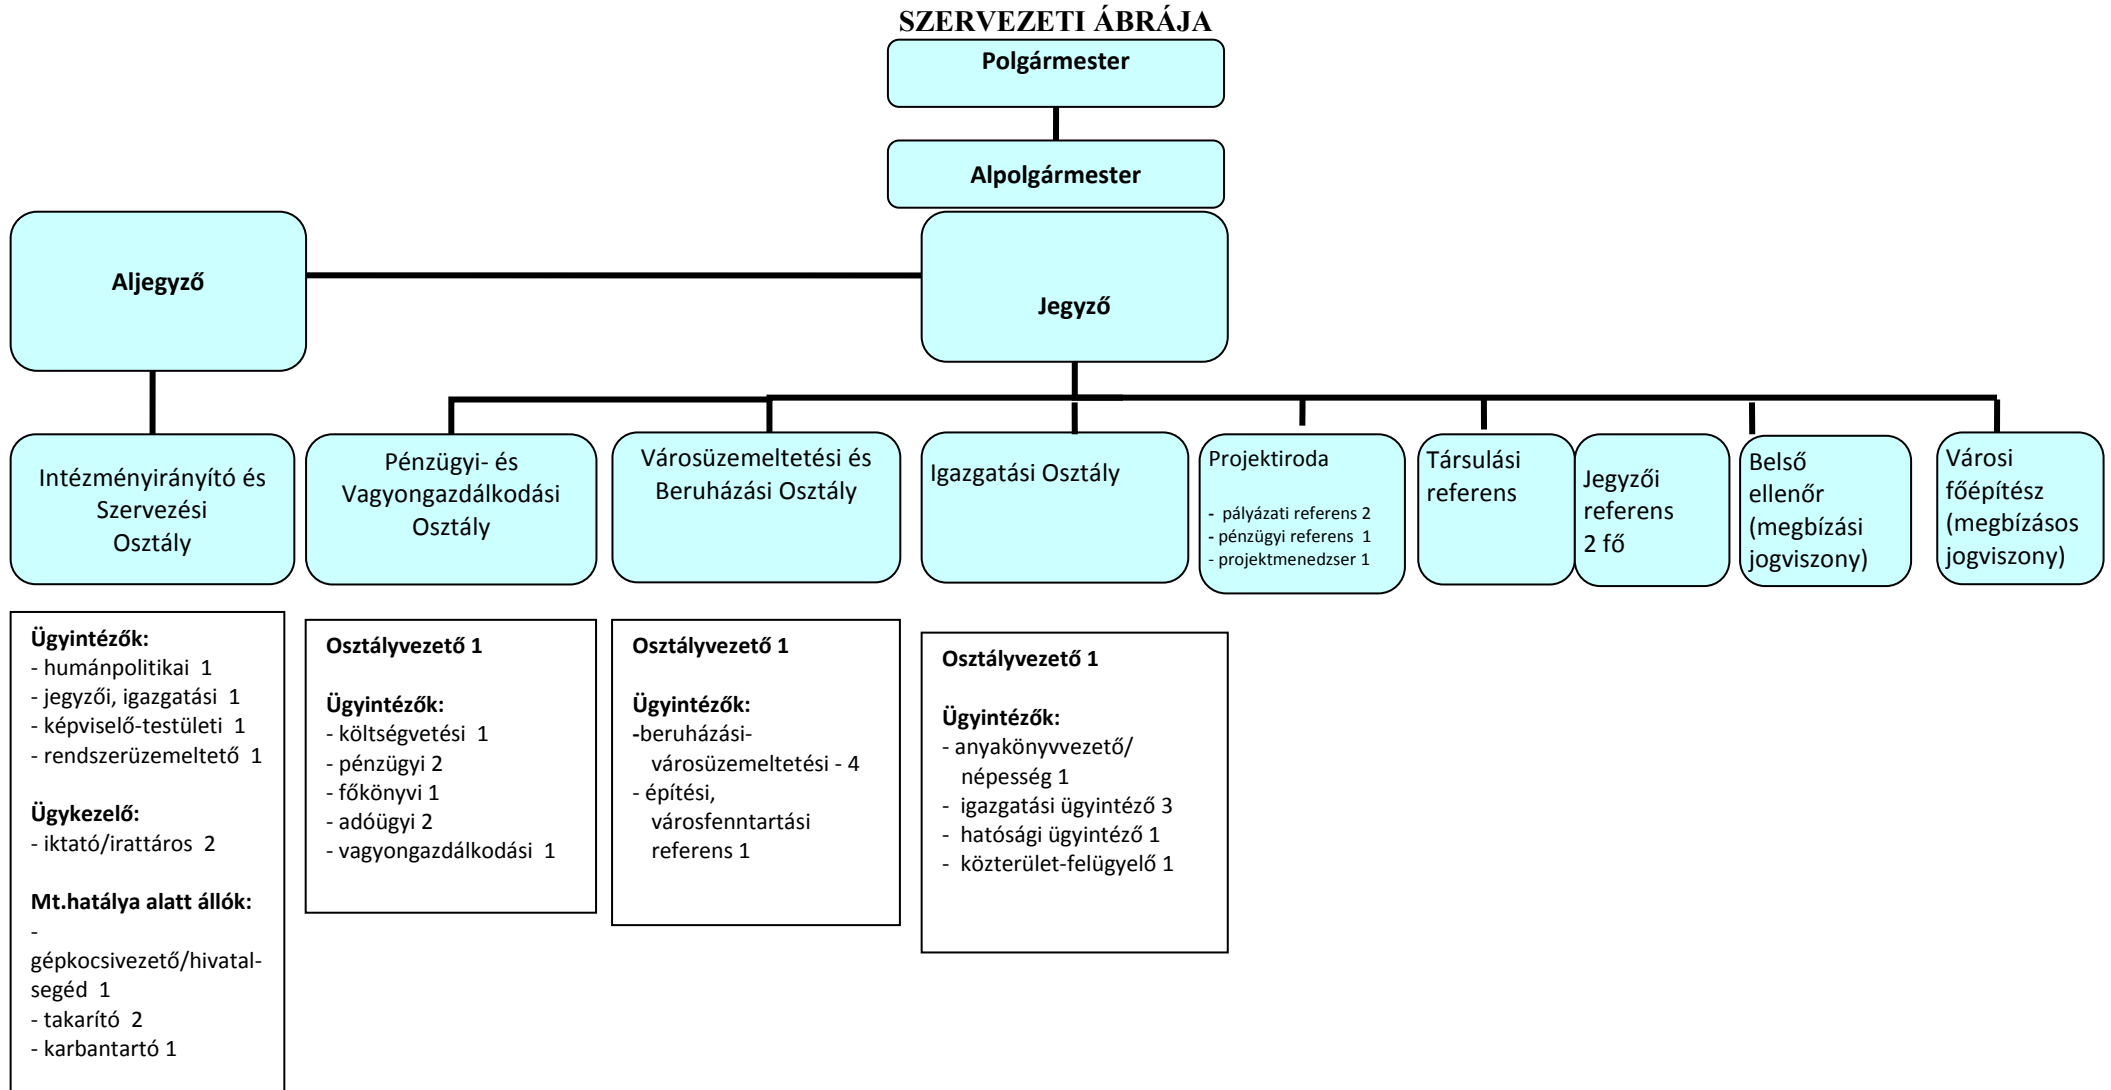 SZERVEZETI ÁBRÁJA
Polgármester
Alpolgármester
Aljegyző
Jegyző
Intézményirányító és
Szervezési
Osztály
Pénzügyi- és
Vagyongazdálkodási
Osztály
Városüzemeltetési és
Beruházási Osztály
Igazgatási Osztály
Projektiroda
- pályázati referens 2
- pénzügyi referens 1
- projektmenedzser 1
Társulási
referens
Jegyzői
referens
2 fő
Belső
ellenőr
(megbízási
jogviszony)
Városi
főépítész
(megbízásos
jogviszony)
Ügyintézők:
- humánpolitikai 1
- jegyzői, igazgatási 1
- képviselő-testületi 1
- rendszerüzemeltető 1
Ügykezelő:
- iktató/irattáros 2
Mt.hatálya alatt állók:
-
gépkocsivezető/hivatal-
segéd 1
- takarító 2
- karbantartó 1
Osztályvezető 1
Ügyintézők:
- költségvetési 1
- pénzügyi 2
- főkönyvi 1
- adóügyi 2
- vagyongazdálkodási 1
Osztályvezető 1
Ügyintézők:
-beruházási-
városüzemeltetési - 4
- építési,
városfenntartási
referens 1
Osztályvezető 1
Ügyintézők:
- anyakönyvvezető/
népesség 1
- igazgatási ügyintéző 3
- hatósági ügyintéző 1
- közterület-felügyelő 1